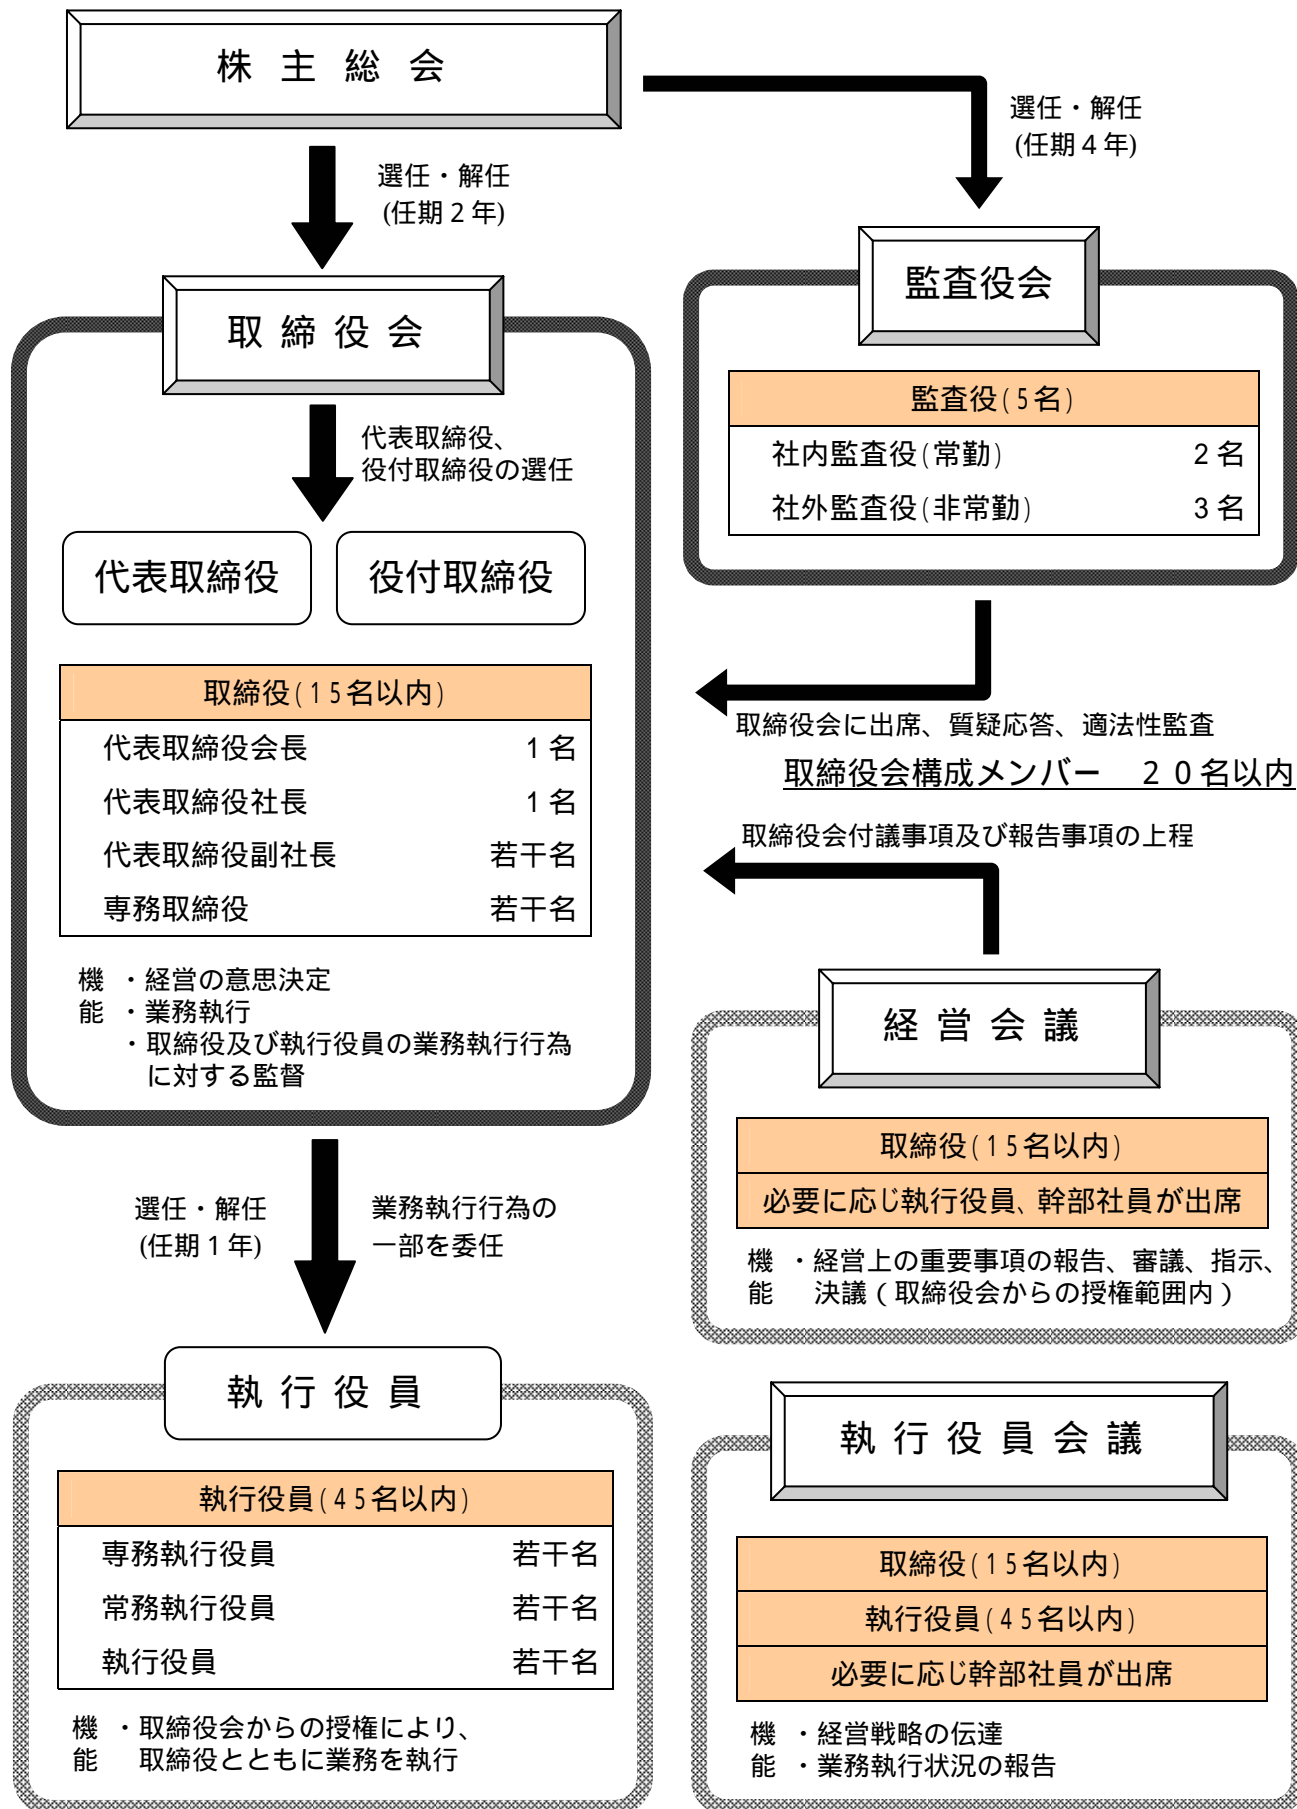 株主総会
選任・解任
(任期２年)
選任・解任
(任期４年)
取締役会
代表取締役、
役付取締役の選任
代表取締役
役付取締役
取締役(15名以内)
代表取締役会長 1名
代表取締役社長 1名
代表取締役副社長 若干名
専務取締役 若干名
機 ・経営の意思決定
能 ・業務執行
・取締役及び執行役員の業務執行行為
に対する監督
監査役会
監査役(5名)
社内監査役(常勤) 2名
社外監査役(非常勤) 3名
取締役会に出席、質疑応答、適法性監査
取締役会構成メンバー　２０名以内
取締役会付議事項及び報告事項の上程
経営会議
取締役(15名以内)
必要に応じ執行役員、幹部社員が出席
機 ・経営上の重要事項の報告、審議、指示、
能 決議（取締役会からの授権範囲内）
選任・解任
(任期１年)
業務執行行為の
一部を委任
執行役員
執行役員(45名以内)
専務執行役員 若干名
常務執行役員 若干名
執行役員 若干名
機 ・取締役会からの授権により、
能 取締役とともに業務を執行
執行役員会議
取締役(15名以内)
執行役員(45名以内)
必要に応じ幹部社員が出席
機 ・経営戦略の伝達
能 ・業務執行状況の報告